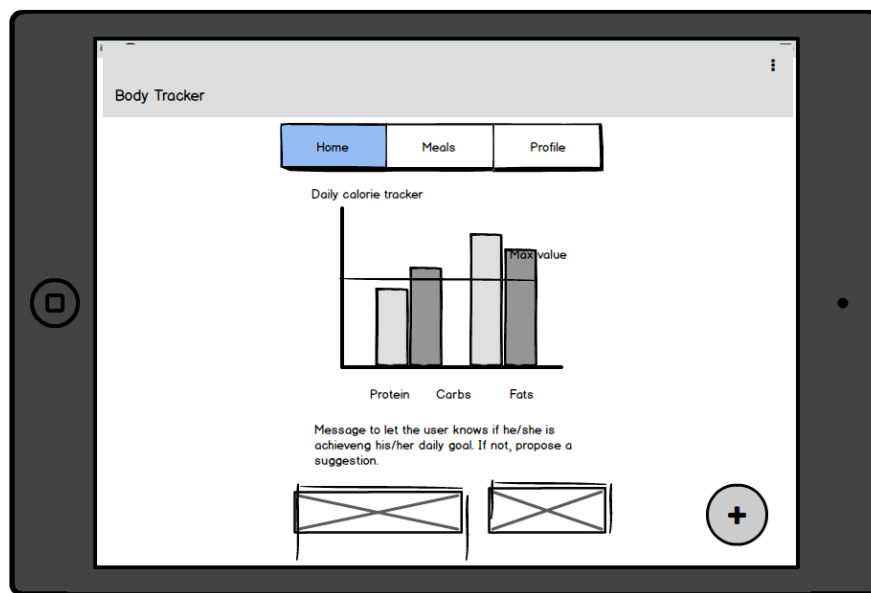 Body Tracker
Home Meals Profile
Daily calorie tracker
Max value
Protein Carbs Fats
Message to let the user knows if he/she is
achieveng his/her daily goal. If not, propose a
suggestion.